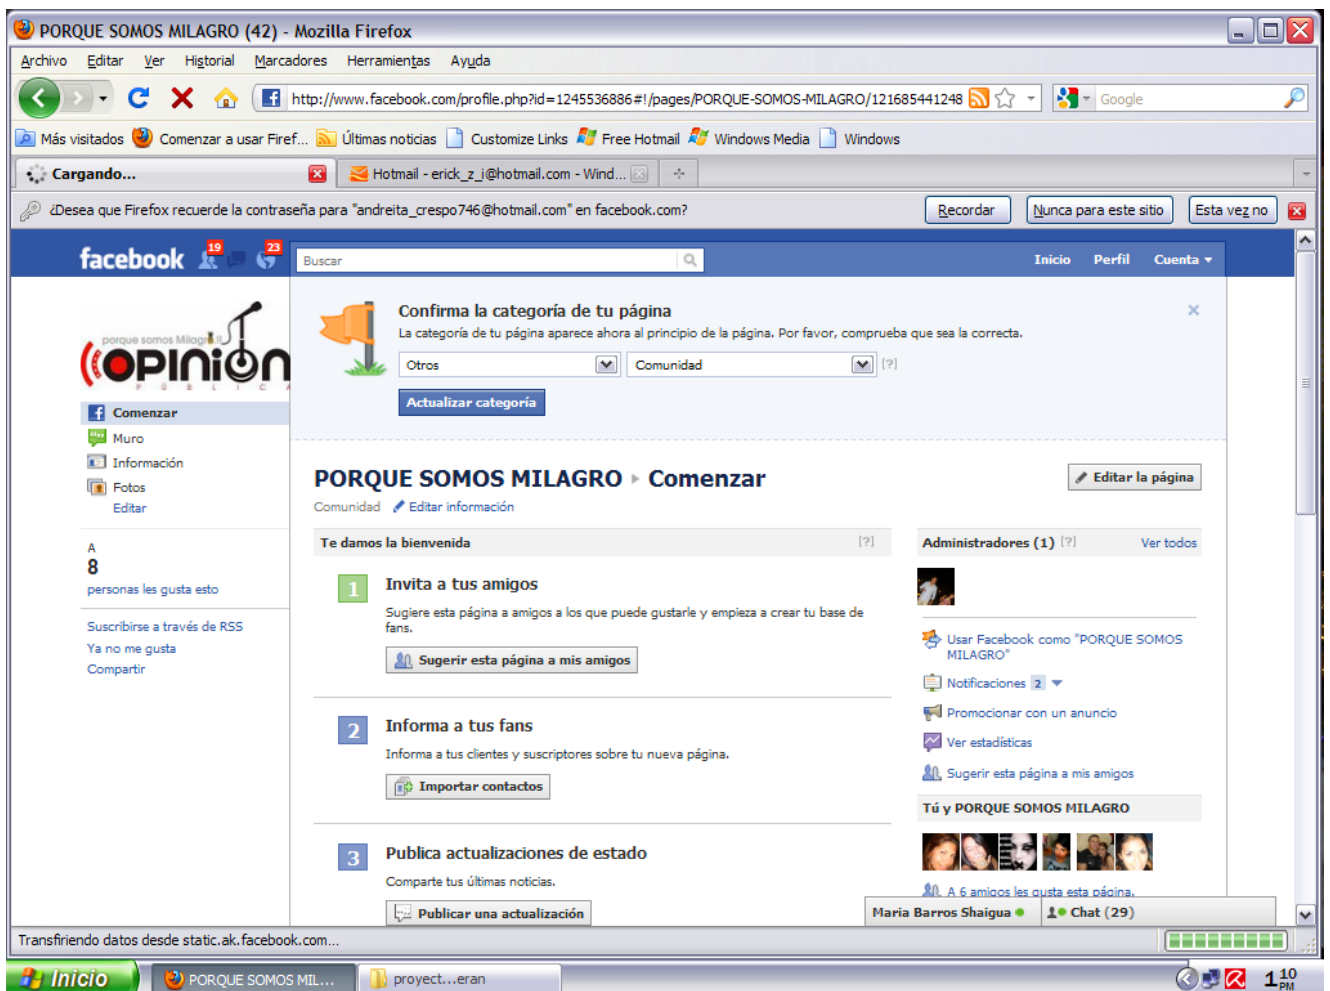 PORQUE SOMOS MILAGRO (42) - Mozilla Firefox
Archivo Editar Ver Historial Marcadores Herramientas Ayuda
http://www.facebook.com/profile.php?id=1245536886#!/pages/PORQUE-SOMOS-MILAGRO/121685441248
Google
Más visitados Comenzar a usar Firef... Últimas noticias Customize Links Free Hotmail Windows Media Windows
Cargando... Hotmail - erick_z_i@hotmail.com - Wind...
¿Desea que Firefox recuerde la contraseña para "andreita_crespo746@hotmail.com" en facebook.com? Recordar Nunca para este sitio Esta vez no
facebook 19 23 Buscar Inicio Perfil Cuenta
porque somos Milagro..!!
OPINIÓN
PÚBLICA
Comenzar
Muro
Información
Fotos
Editar
A
8
personas les gusta esto
Suscribirse a través de RSS
Ya no me gusta
Compartir
Confirma la categoría de tu página
La categoría de tu página aparece ahora al principio de la página. Por favor, comprueba que sea la correcta.
Otros Comunidad [?]
Actualizar categoría
PORQUE SOMOS MILAGRO ▸ Comenzar
Editar la página
Comunidad Editar información
Te damos la bienvenida [?]
1 Invita a tus amigos
Sugiere esta página a amigos a los que puede gustarle y empieza a crear tu base de
fans.
Sugerir esta página a mis amigos
2 Informa a tus fans
Informa a tus clientes y suscriptores sobre tu nueva página.
Importar contactos
3 Publica actualizaciones de estado
Comparte tus últimas noticias.
Publicar una actualización
Administradores (1) [?] Ver todos
Usar Facebook como "PORQUE SOMOS
MILAGRO"
Notificaciones 2
Promocionar con un anuncio
Ver estadísticas
Sugerir esta página a mis amigos
Tú y PORQUE SOMOS MILAGRO
A 6 amigos les gusta esta página.
Maria Barros Shaigua Chat (29)
Transfiriendo datos desde static.ak.facebook.com...
Inicio PORQUE SOMOS MIL... proyect...eran 1 10 PM